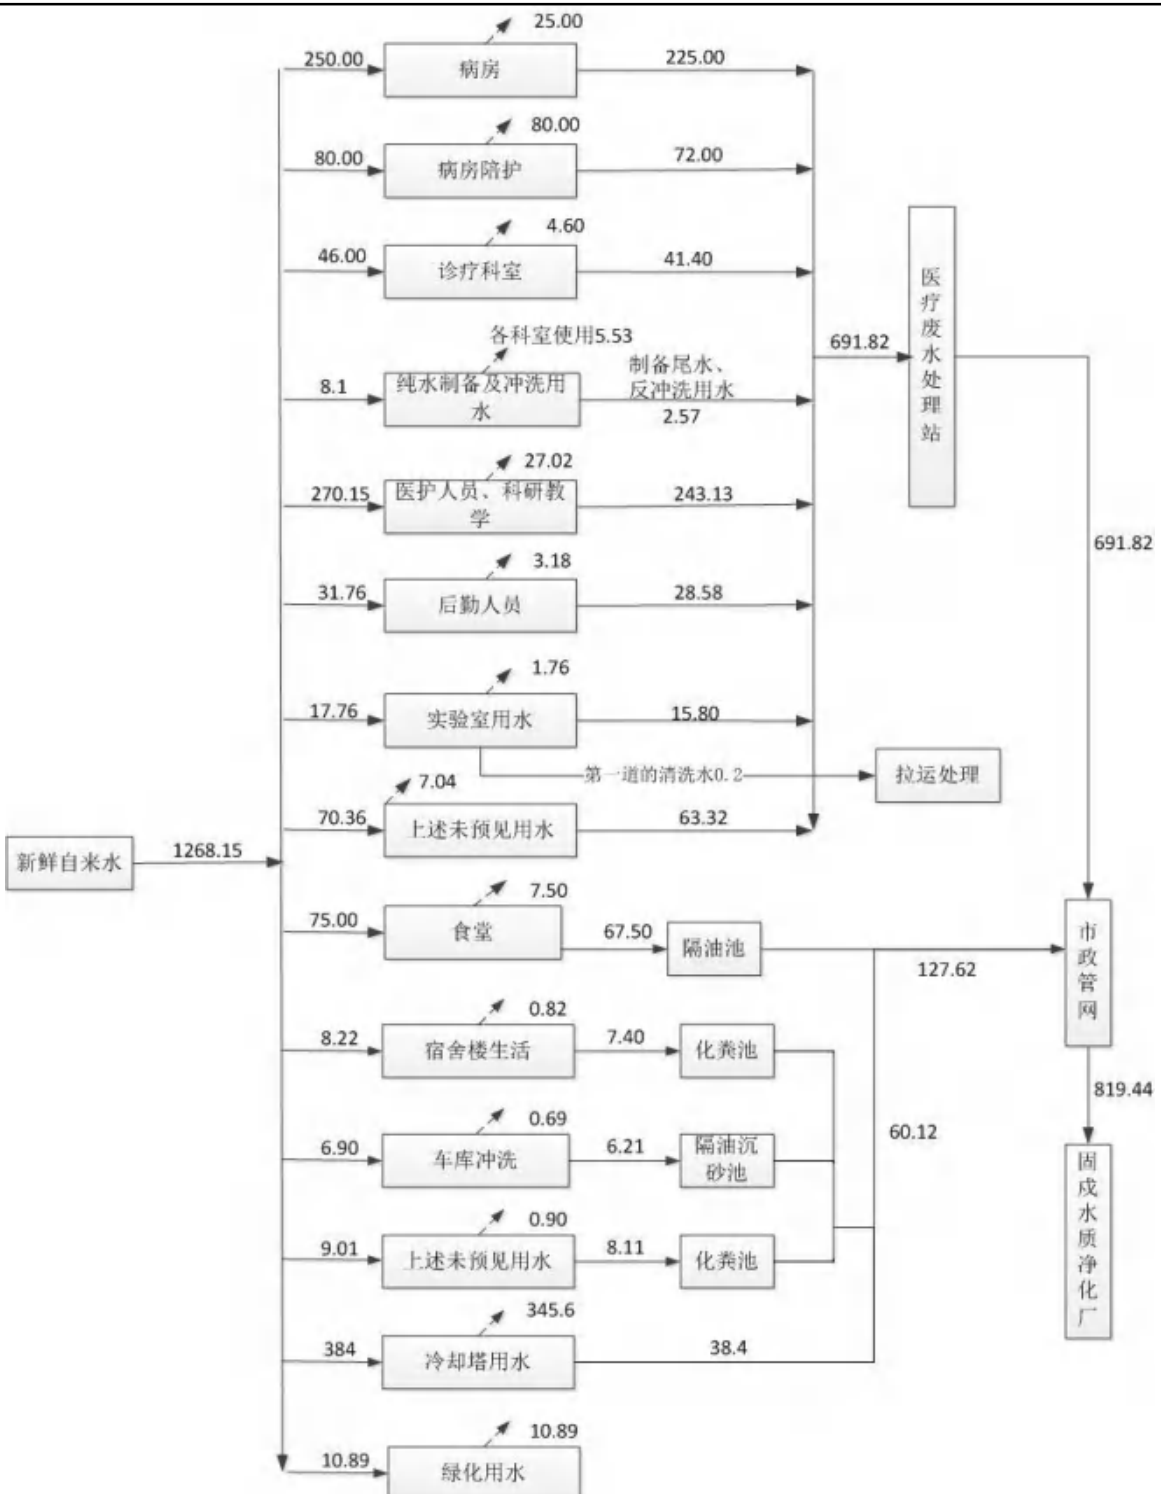 25.00
250.00
病房
225.00
80.00
80.00
病房陪护
72.00
4.60
46.00
诊疗科室
41.40
各科室使用5.53
8.1
纯水制备及冲洗用
水
制备尾水、
反冲洗用水
2.57
27.02
270.15
医护人员、科研教
学
243.13
3.18
31.76
后勤人员
28.58
1.76
17.76
实验室用水
15.80
第一道的清洗水0.2
拉运处理
7.04
70.36
上述未预见用水
63.32
691.82
医疗废水处理站
691.82
新鲜自来水
1268.15
7.50
75.00
食堂
67.50
隔油池
127.62
市政管网
0.82
8.22
宿舍楼生活
7.40
化粪池
819.44
0.69
6.90
车库冲洗
6.21
隔油沉
砂池
60.12
固戍水质净化厂
0.90
9.01
上述未预见用水
8.11
化粪池
345.6
384
冷却塔用水
38.4
10.89
10.89
绿化用水